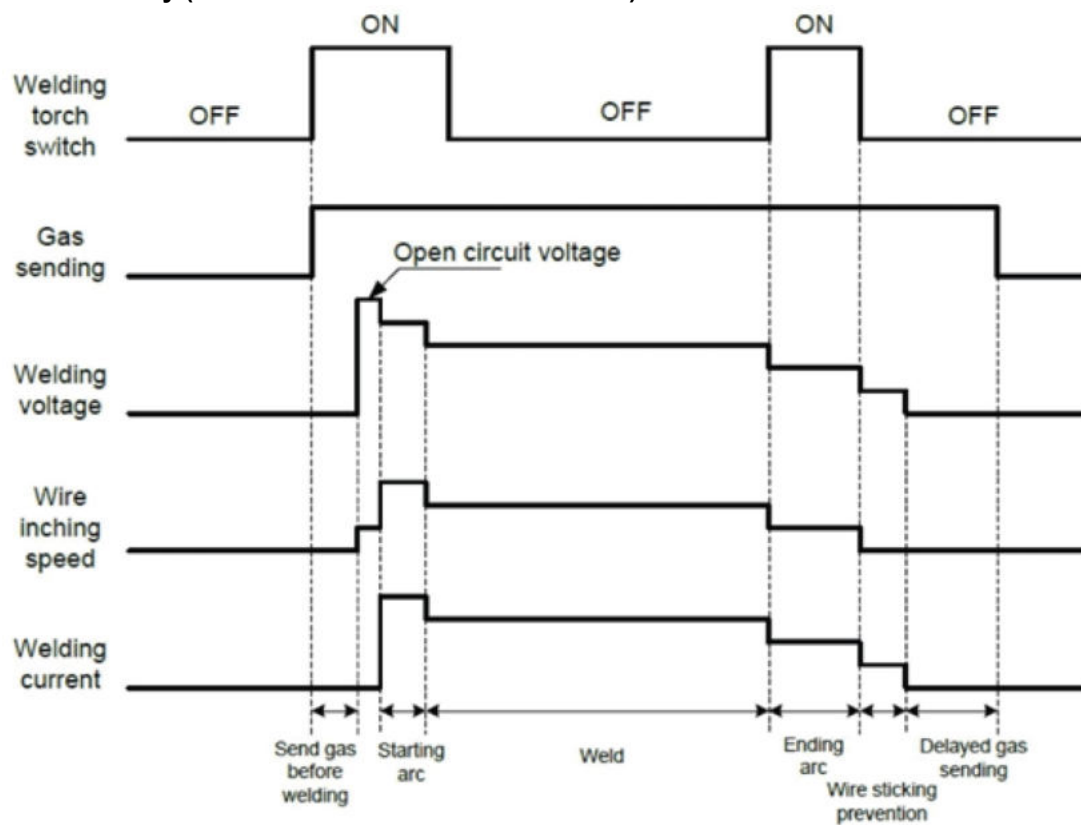 ON
ON
Welding
torch
switch
OFF
OFF
OFF
Gas
sending
Open circuit voltage
Welding
voltage
Wire
inching
speed
Welding
current
Send gas
before
welding
Starting
arc
Weld
Ending
arc
Wire sticking
prevention
Delayed gas
sending